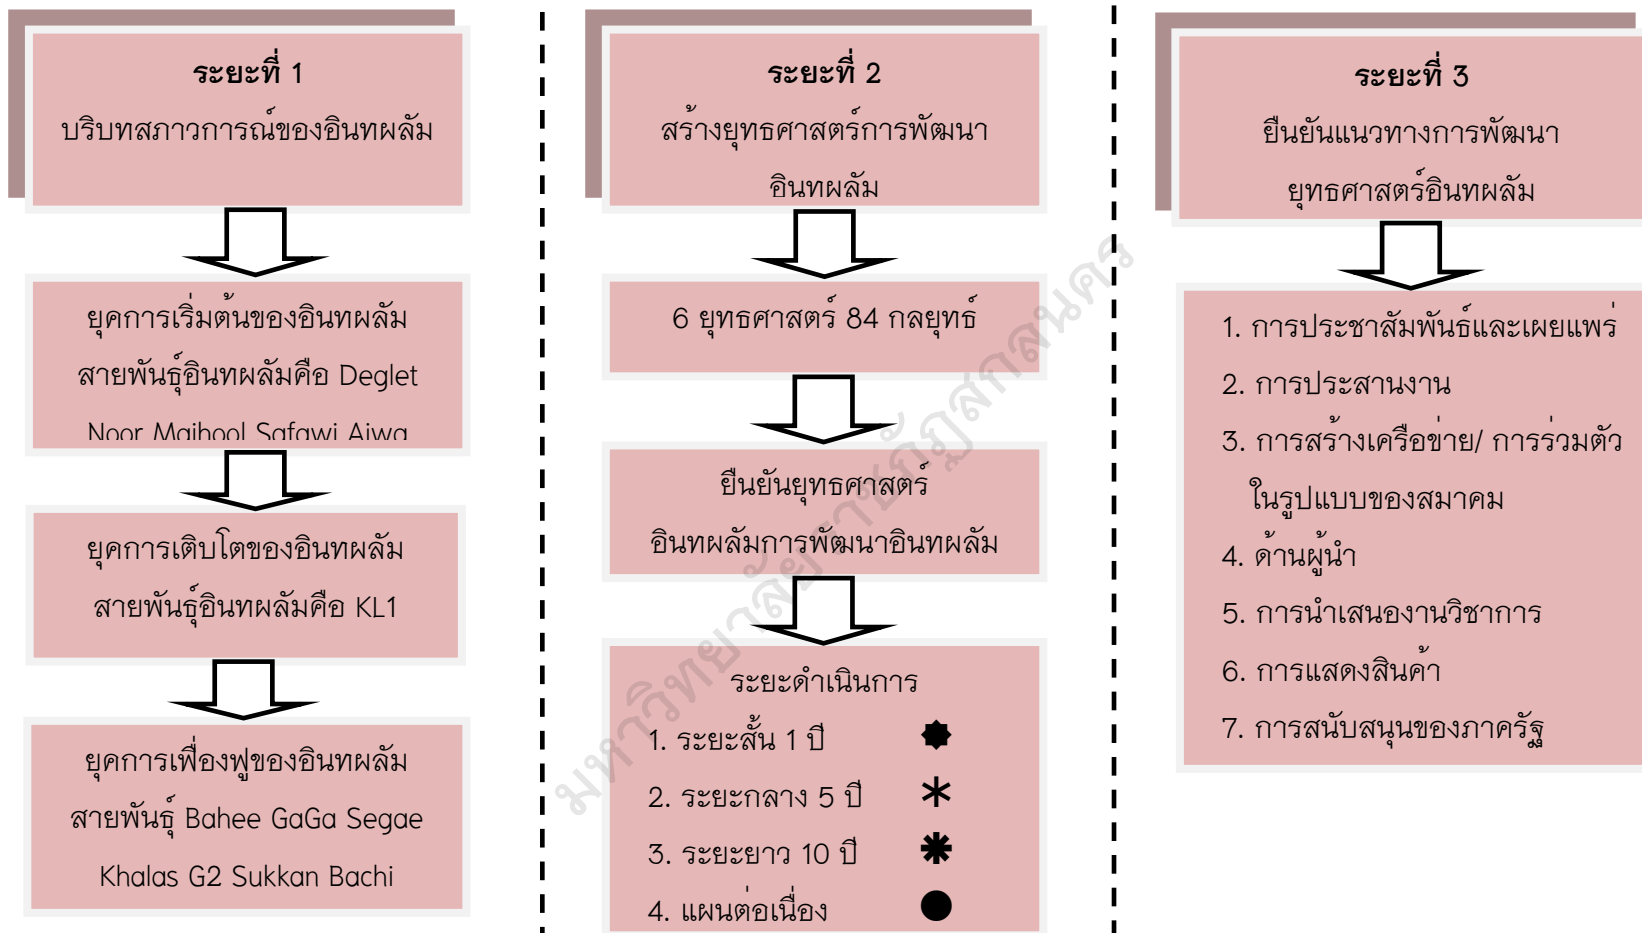 ระยะที่ 1
บริบทสภาวการณ์ของอินทผลัม
ยุคการเริ่มต้นของอินทผลัม
สายพันธุ์อินทผลัมคือ Deglet
Noor Majhool Safawi Ajwa
ยุคการเติบโตของอินทผลัม
สายพันธุ์อินทผลัมคือ KL1
ยุคการเฟื่องฟูของอินทผลัม
สายพันธุ์ Bahee GaGa Segae
Khalas G2 Sukkan Bachi
ระยะที่ 2
สร้างยุทธศาสตร์การพัฒนา
อินทผลัม
6 ยุทธศาสตร์ 84 กลยุทธ์
ยืนยันยุทธศาสตร์
อินทผลัมการพัฒนาอินทผลัม
ระยะดำเนินการ
1. ระยะสั้น 1 ปี
2. ระยะกลาง 5 ปี
3. ระยะยาว 10 ปี
4. แผนต่อเนื่อง
ระยะที่ 3
ยืนยันแนวทางการพัฒนา
ยุทธศาสตร์อินทผลัม
1. การประชาสัมพันธ์และเผยแพร่
2. การประสานงาน
3. การสร้างเครือข่าย/ การร่วมตัว
ในรูปแบบของสมาคม
4. ด้านผู้นำ
5. การนำเสนองานวิชาการ
6. การแสดงสินค้า
7. การสนับสนุนของภาครัฐ
มหาวิทยาลัยราชภัฏสกลนคร